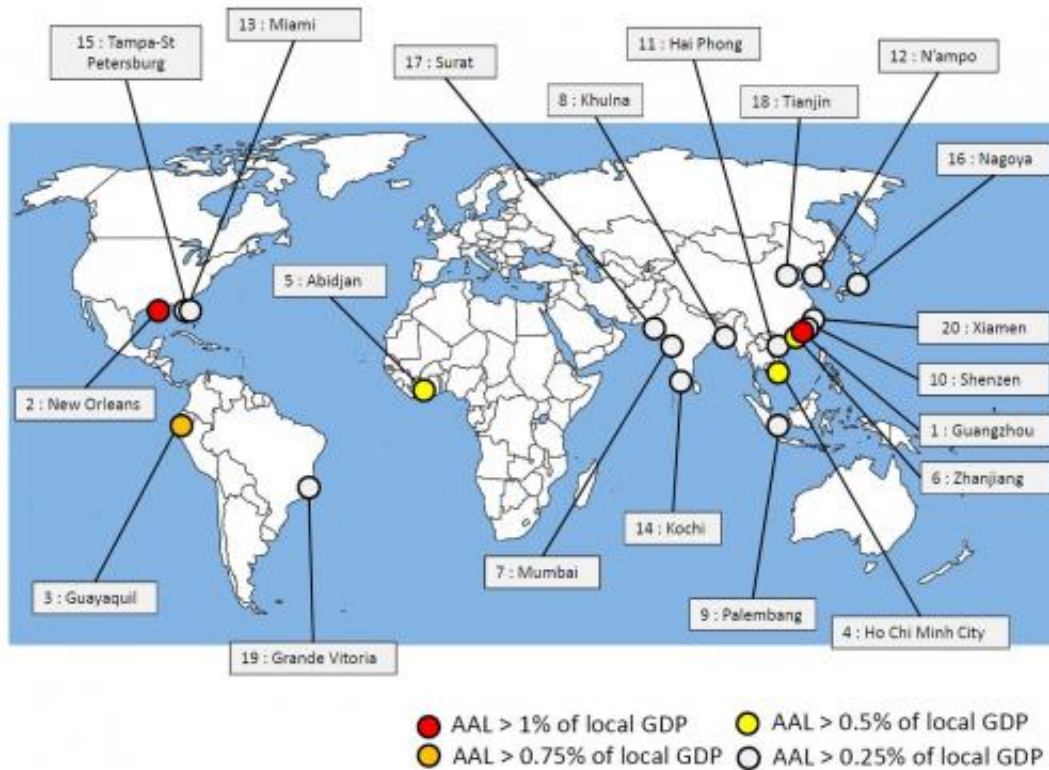 13 : Miami
15 : Tampa-St
Petersburg
11 : Hai Phong
12 : N'ampo
17 : Surat
8 : Khulna
18 : Tianjin
16 : Nagoya
5 : Abidjan
20 : Xiamen
2 : New Orleans
10 : Shenzen
1 : Guangzhou
6 : Zhanjiang
14 : Kochi
7 : Mumbai
3 : Guayaquil
9 : Palembang
4 : Ho Chi Minh City
19 : Grande Vitoria
AAL > 1% of local GDP
AAL > 0.5% of local GDP
AAL > 0.75% of local GDP
AAL > 0.25% of local GDP